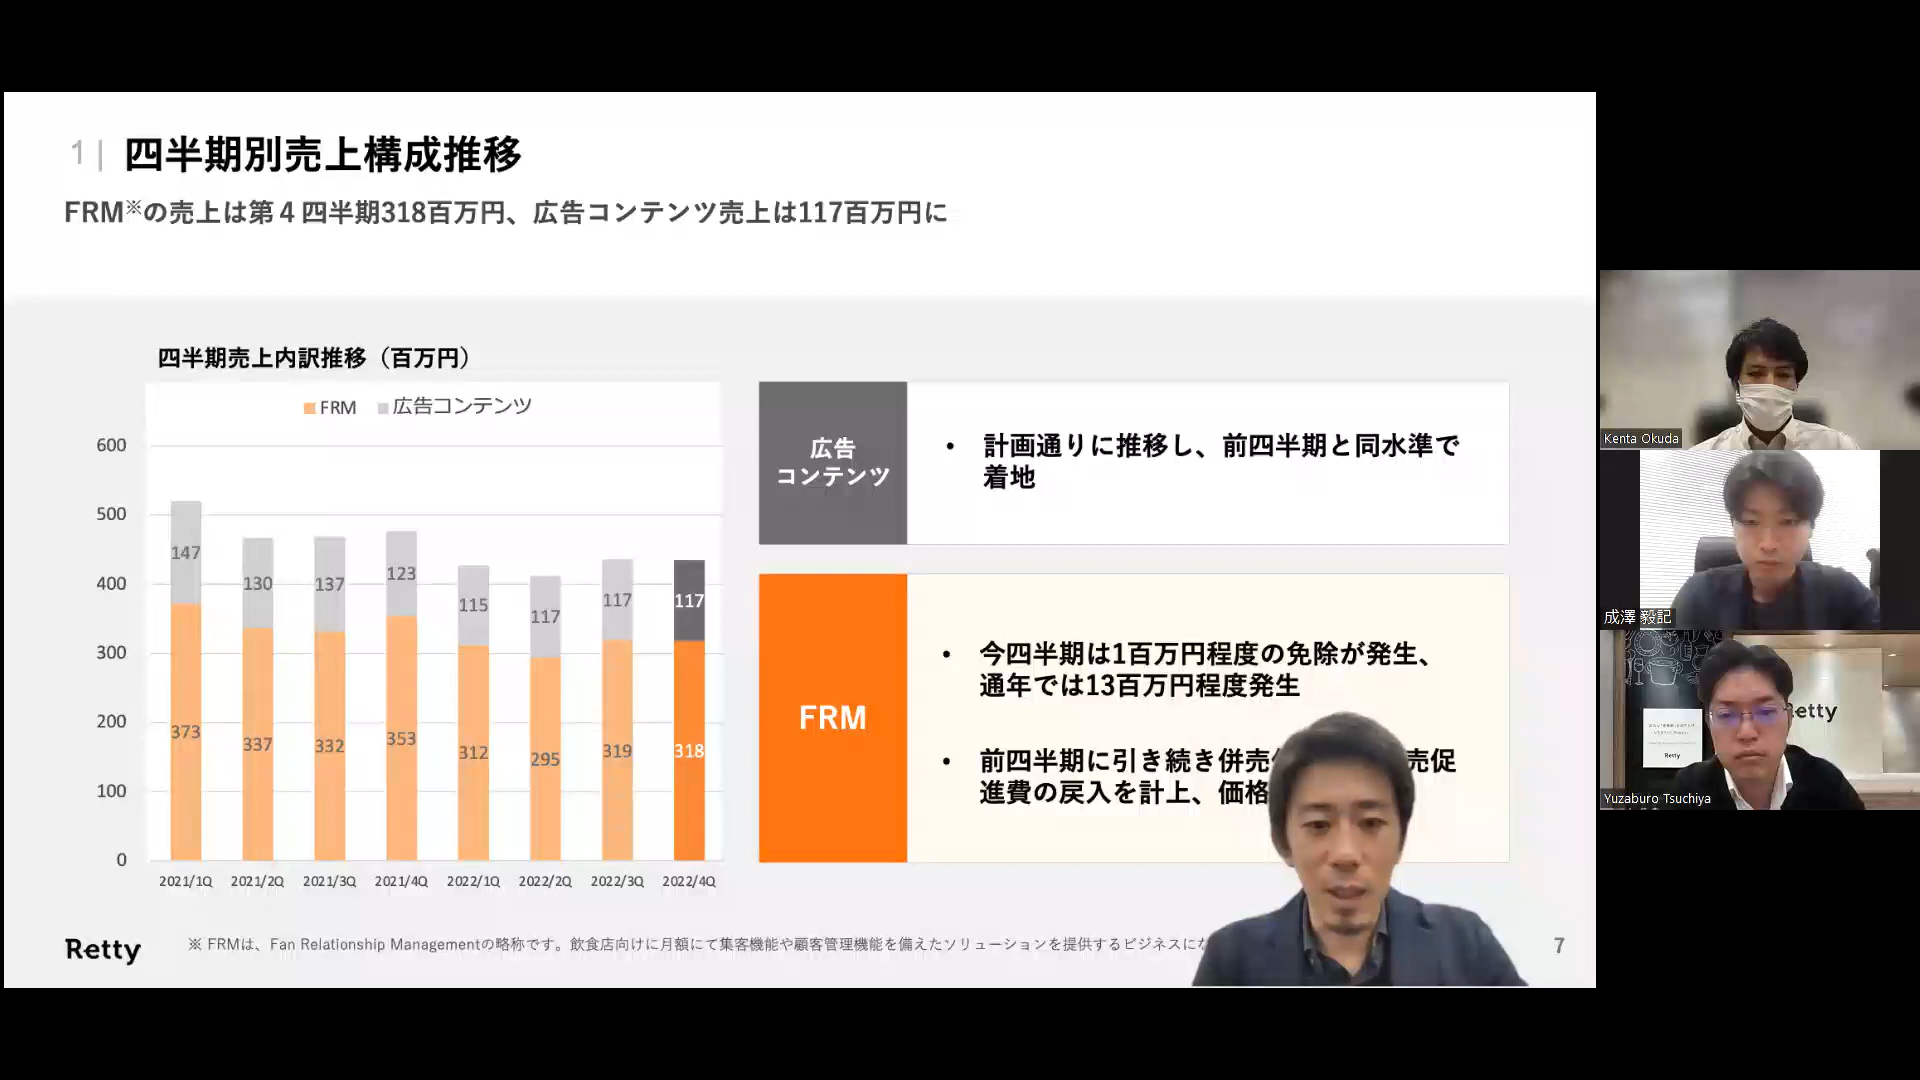 1| 四半期別売上構成推移
FRM※の売上は第4四半期318百万円、広告コンテンツ売上は117百万円に
四半期売上内訳推移（百万円）
FRM 広告コンテンツ
600
500
400
300
200
100
0
147 130 137 123 115 117 117 117
373 337 332 353 312 295 319 318
2021/1Q 2021/2Q 2021/3Q 2021/4Q 2022/1Q 2022/2Q 2022/3Q 2022/4Q
広告
コンテンツ
• 計画通りに推移し、前四半期と同水準で
着地
FRM
• 今四半期は1百万円程度の免除が発生、
通年では13百万円程度発生
• 前四半期に引き続き併売 売促
進費の戻入を計上、価格
Retty
※ FRMは、Fan Relationship Managementの略称です。飲食店向けに月額にて集客機能や顧客管理機能を備えたソリューションを提供するビジネスにな
7
Kenta Okuda
成澤 毅記
Retty
Retty
Yuzaburo Tsuchiya